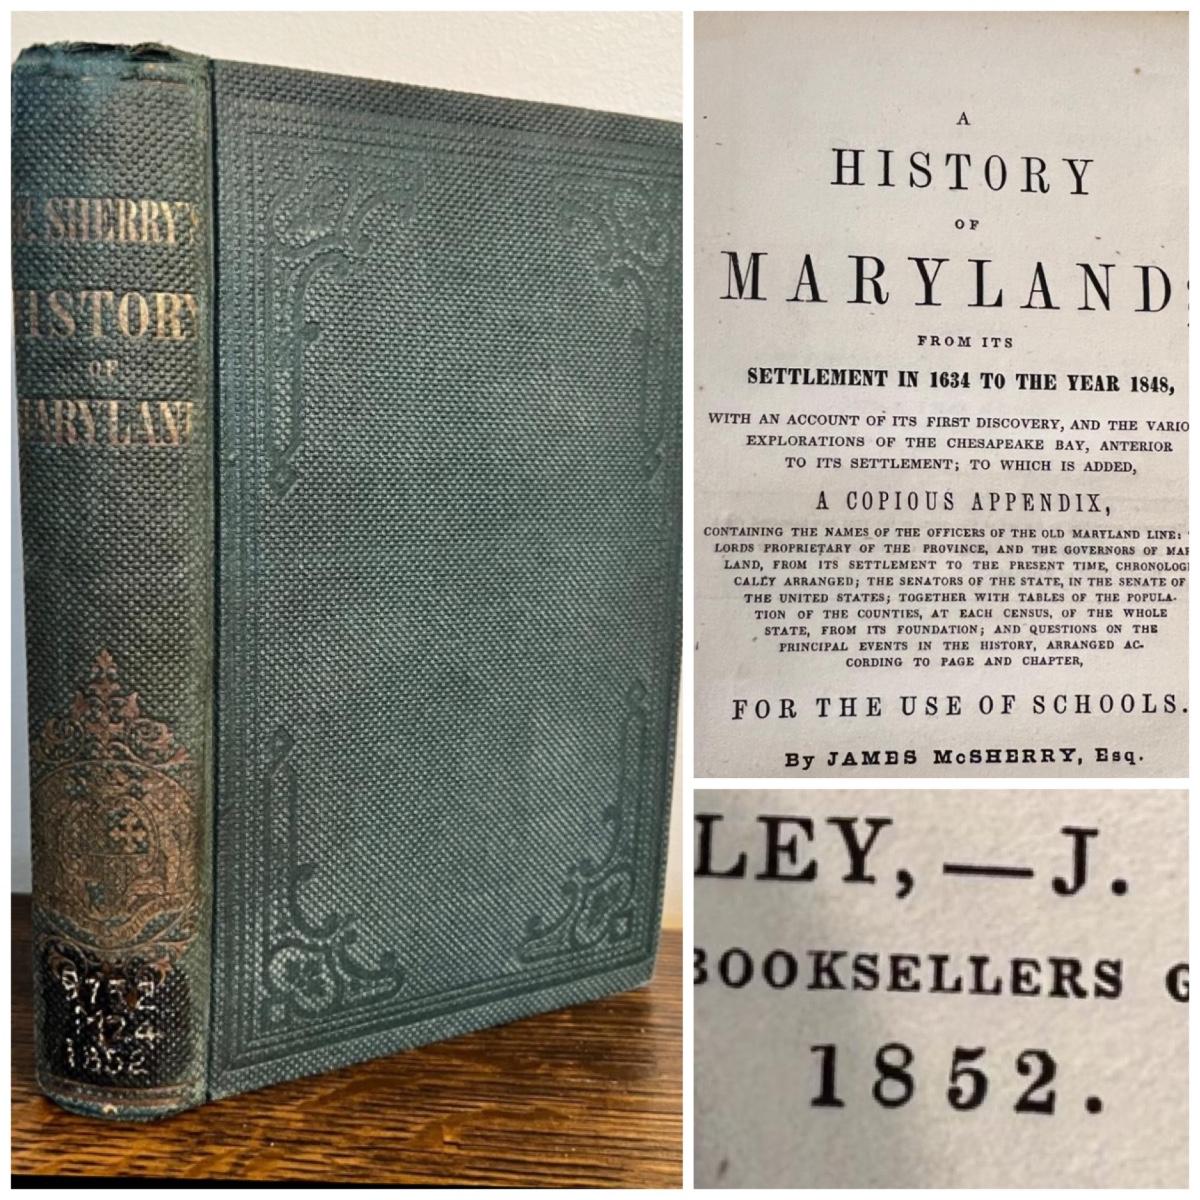 SHERRY'S
HISTORY
OF
MARYLAND
975.2
M24
1852
A
HISTORY
OF
MARYLAND;
FROM ITS
SETTLEMENT IN 1634 TO THE YEAR 1848,
WITH AN ACCOUNT OF ITS FIRST DISCOVERY, AND THE VARIO
EXPLORATIONS OF THE CHESAPEAKE BAY, ANTERIOR
TO ITS SETTLEMENT; TO WHICH IS ADDED,
A COPIOUS APPENDIX,
CONTAINING THE NAMES OF THE OFFICERS OF THE OLD MARYLAND LINE:
LORDS PROPRIETARY OF THE PROVINCE, AND THE GOVERNORS OF MAR
LAND, FROM ITS SETTLEMENT TO THE PRESENT TIME, CHRONOLOGI
CALLY ARRANGED; THE SENATORS OF THE STATE, IN THE SENATE OF
THE UNITED STATES; TOGETHER WITH TABLES OF THE POPULA-
TION OF THE COUNTIES, AT EACH CENSUS, OF THE WHOLE
STATE, FROM ITS FOUNDATION; AND QUESTIONS ON THE
PRINCIPAL EVENTS IN THE HISTORY, ARRANGED AC-
CORDING TO PAGE AND CHAPTER,
FOR THE USE OF SCHOOLS.
By JAMES McSHERRY, Esq.
LEY,—J.
BOOKSELLERS G
1852.